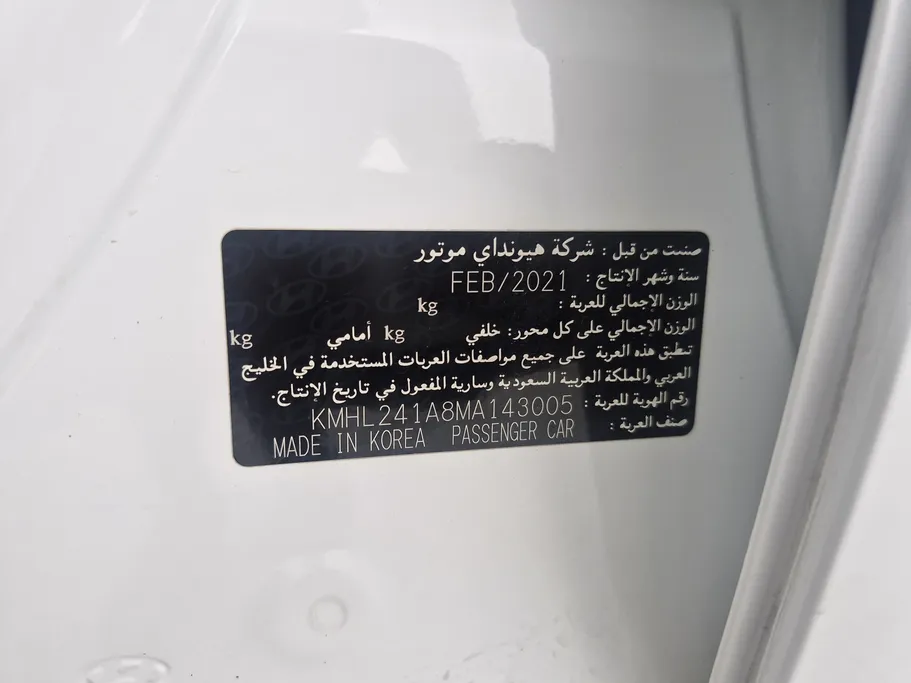 صنعت من قبل : شركة هيونداي موتور
سنة وشهر الإنتاج : FEB/2021
الوزن الإجمالي للعربة : kg
الوزن الإجمالي على كل محور: خلفي kg أمامي kg
تنطبق هذه العربة على جميع مواصفات العربات المستخدمة في الخليج
العربي والمملكة العربية السعودية وسارية المفعول في تاريخ الإنتاج.
رقم الهوية للعربة : KMHL241A8MA143005
صنف العربة : PASSENGER CAR
MADE IN KOREA